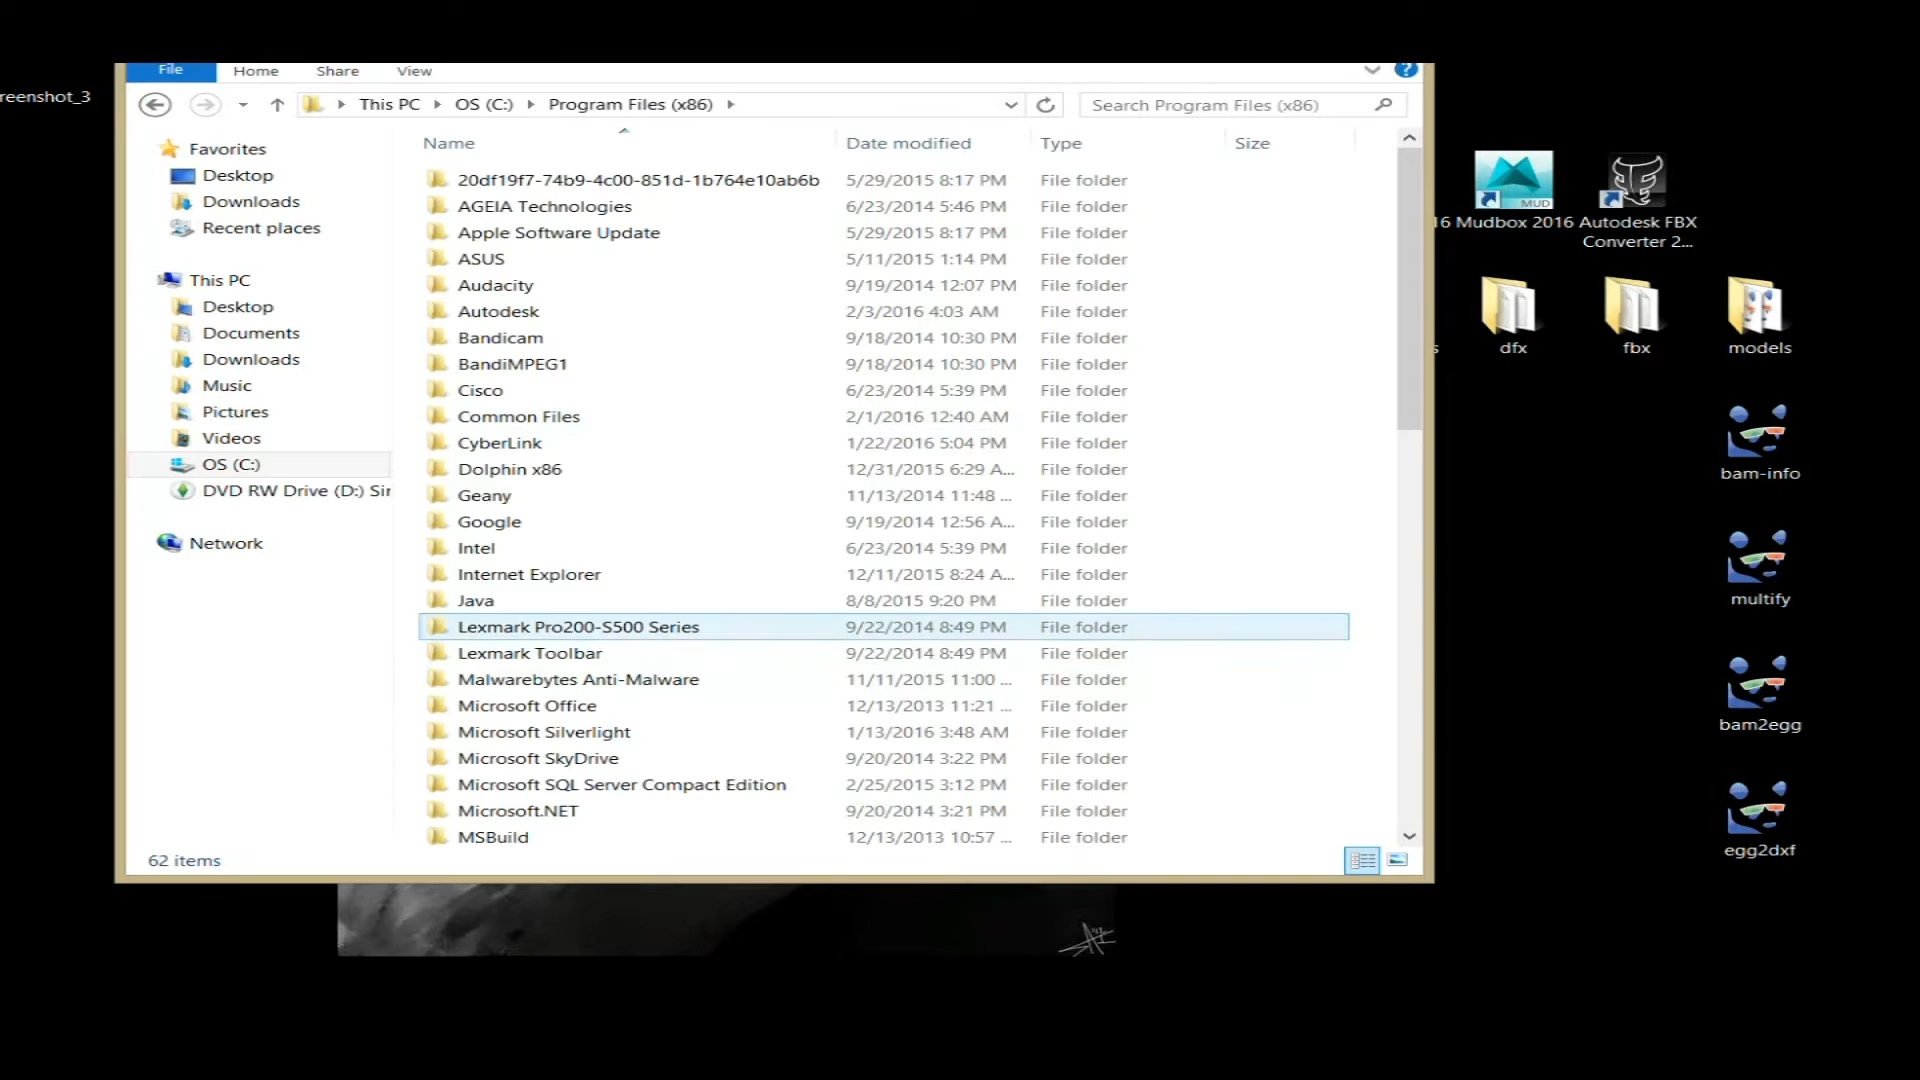 File Home Share View
This PC OS (C:) Program Files (x86)
Search Program Files (x86)
Name Date modified Type Size
Favorites
Desktop
Downloads
Recent places
This PC
Desktop
Documents
Downloads
Music
Pictures
Videos
OS (C:)
DVD RW Drive (D:) Sir
Network
20df19f7-74b9-4c00-851d-1b764e10ab6b 5/29/2015 8:17 PM File folder
AGEIA Technologies 6/23/2014 5:46 PM File folder
Apple Software Update 5/29/2015 8:17 PM File folder
ASUS 5/11/2015 1:14 PM File folder
Audacity 9/19/2014 12:07 PM File folder
Autodesk 2/3/2016 4:03 AM File folder
Bandicam 9/18/2014 10:30 PM File folder
BandiMPEG1 9/18/2014 10:30 PM File folder
Cisco 6/23/2014 5:39 PM File folder
Common Files 2/1/2016 12:40 AM File folder
CyberLink 1/22/2016 5:04 PM File folder
Dolphin x86 12/31/2015 6:29 A... File folder
Geany 11/13/2014 11:48 ... File folder
Google 9/19/2014 12:56 A... File folder
Intel 6/23/2014 5:39 PM File folder
Internet Explorer 12/11/2015 8:24 A... File folder
Java 8/8/2015 9:20 PM File folder
Lexmark Pro200-S500 Series 9/22/2014 8:49 PM File folder
Lexmark Toolbar 9/22/2014 8:49 PM File folder
Malwarebytes Anti-Malware 11/11/2015 11:00 ... File folder
Microsoft Office 12/13/2013 11:21 ... File folder
Microsoft Silverlight 1/13/2016 3:48 AM File folder
Microsoft SkyDrive 9/20/2014 3:22 PM File folder
Microsoft SQL Server Compact Edition 2/25/2015 3:12 PM File folder
Microsoft.NET 9/20/2014 3:21 PM File folder
MSBuild 12/13/2013 10:57 ... File folder
62 items
reenshot_3
MUD
16 Mudbox 2016 Autodesk FBX
Converter 2...
s dfx fbx models
bam-info
multify
bam2egg
egg2dxf